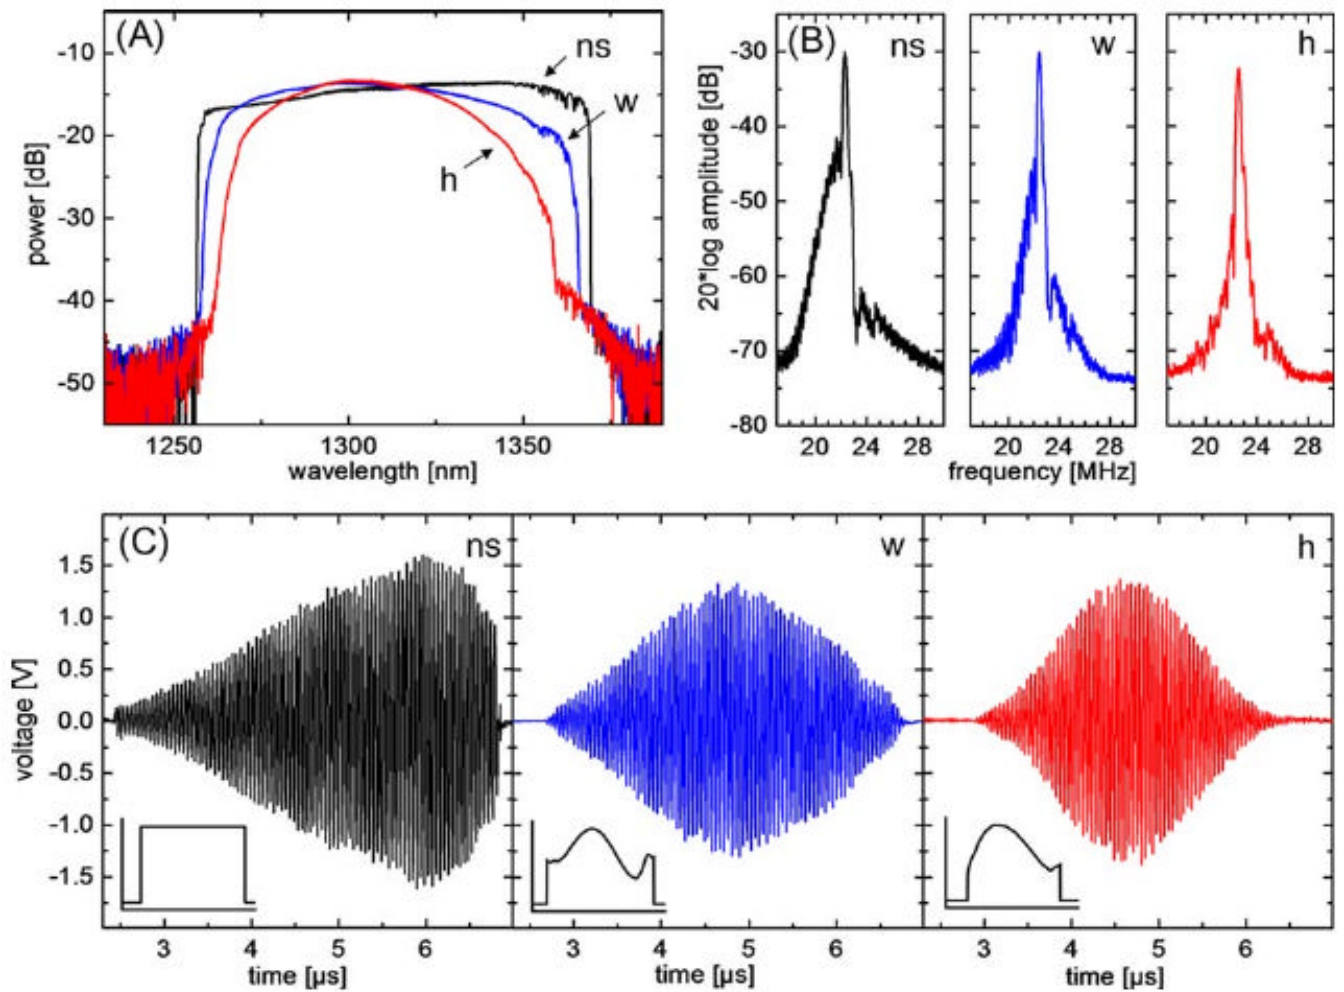 (A)
ns
w
h
power [dB]
-10
-20
-30
-40
-50
1250
1300
1350
wavelength [nm]
(B)
ns
w
h
20*log amplitude [dB]
-30
-40
-50
-60
-70
-80
20
24
28
20
24
28
20
24
28
frequency [MHz]
(C)
ns
w
h
voltage [V]
1.5
1.0
0.5
0.0
-0.5
-1.0
-1.5
3
4
5
6
3
4
5
6
3
4
5
6
time [µs]
time [µs]
time [µs]